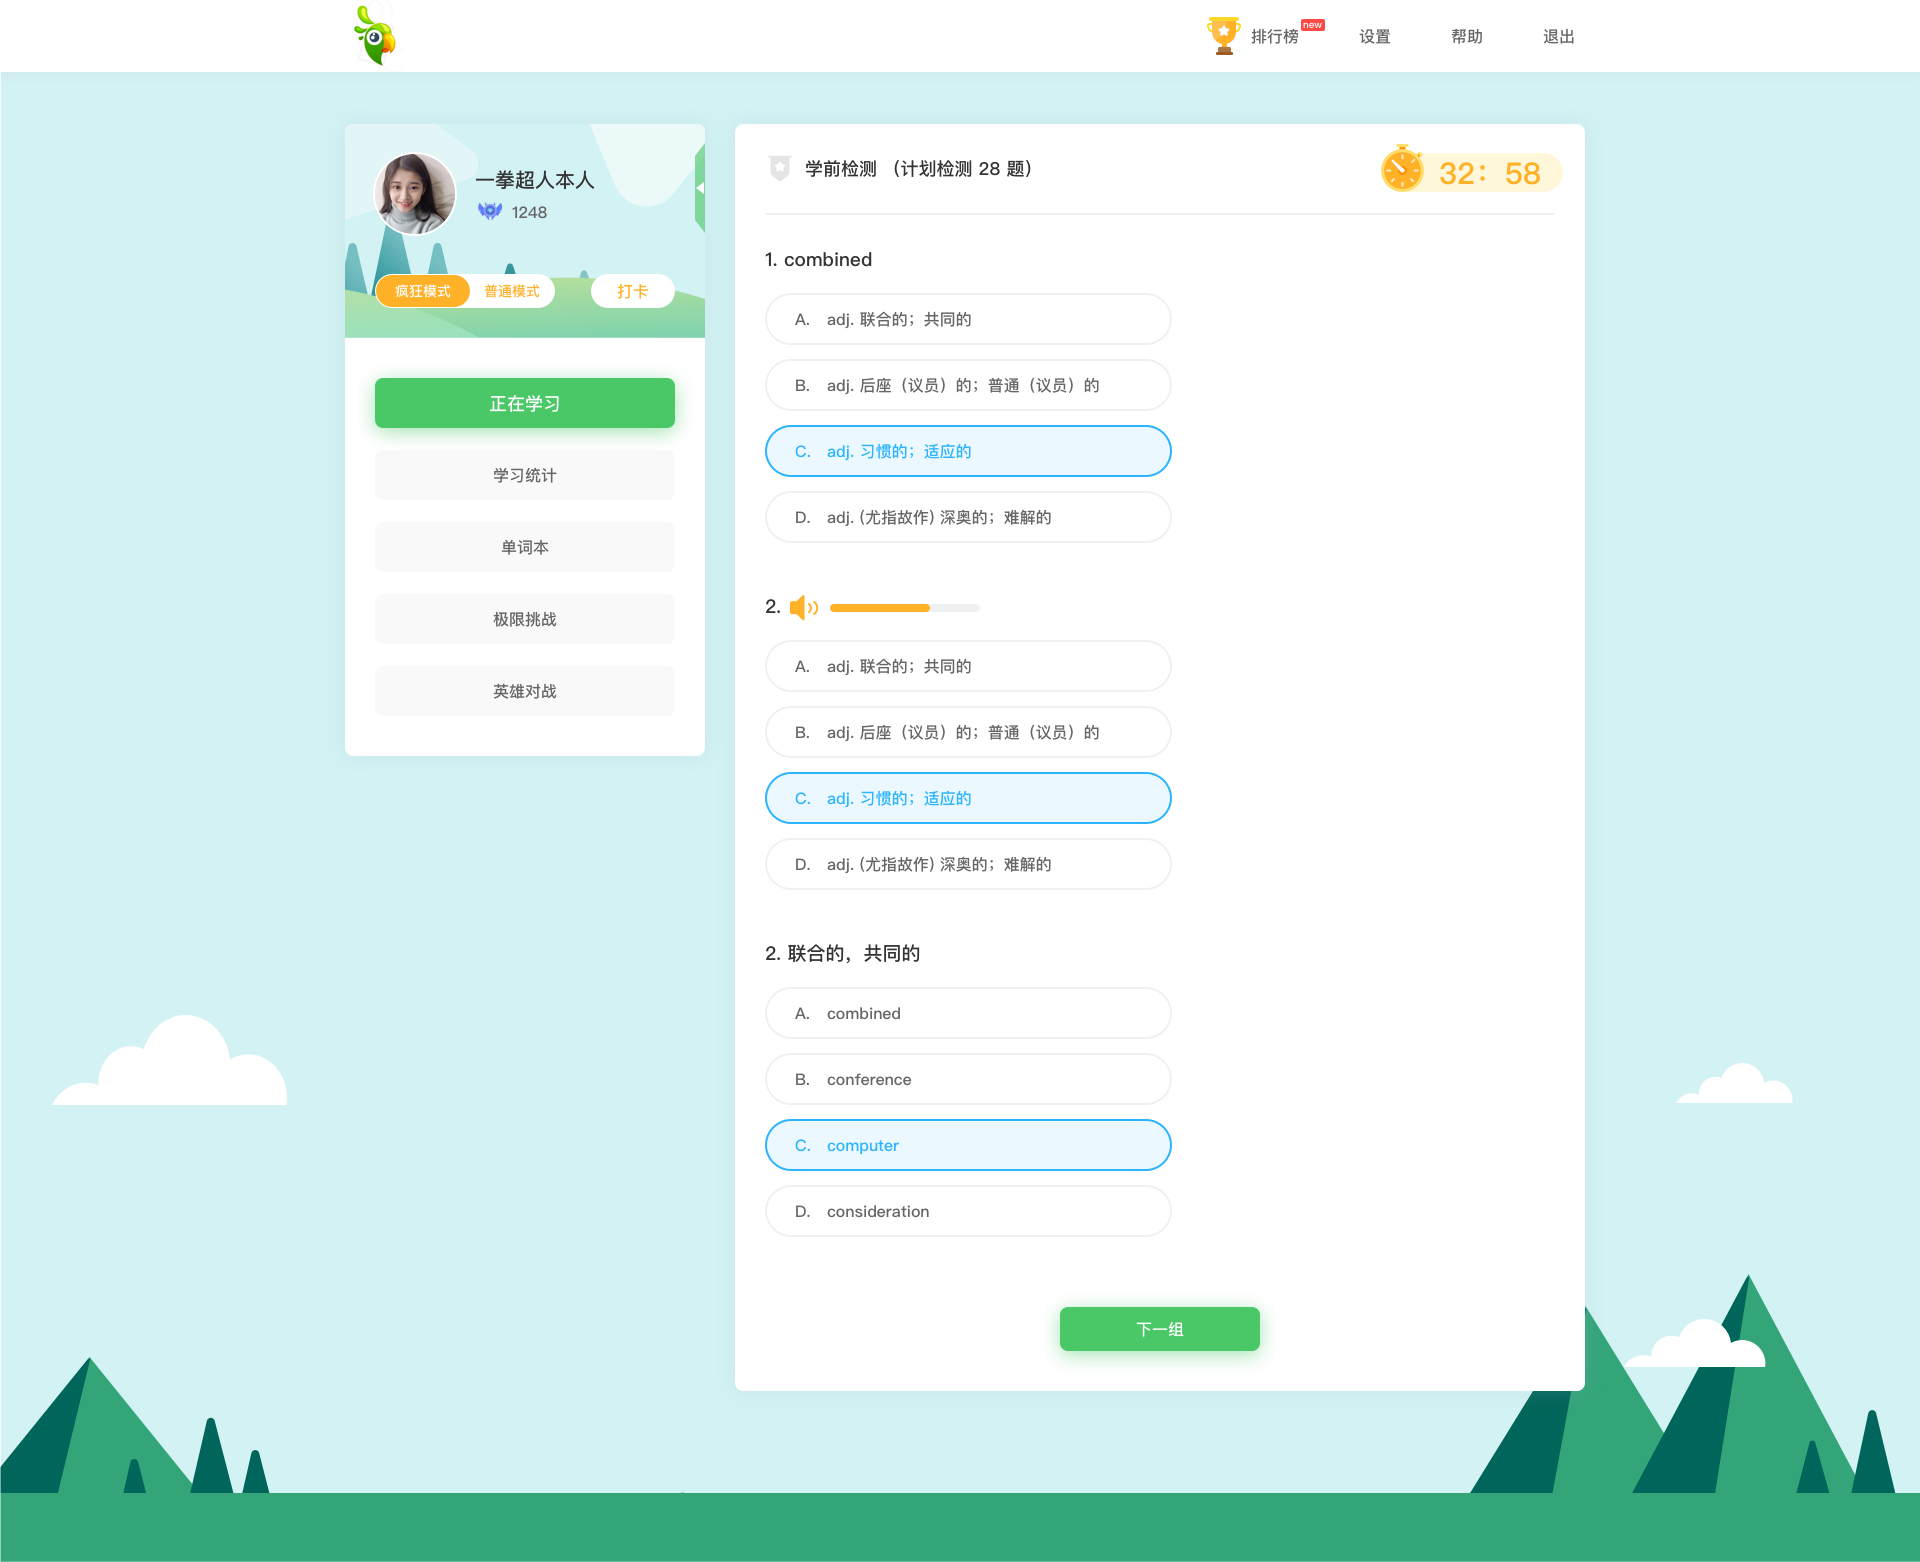 排行榜 new 设置 帮助 退出
一拳超人本人
1248
疯狂模式 普通模式 打卡
正在学习
学习统计
单词本
极限挑战
英雄对战
学前检测 （计划检测 28 题） 32：58
1. combined
A. adj. 联合的；共同的
B. adj. 后座（议员）的；普通（议员）的
C. adj. 习惯的；适应的
D. adj. (尤指故作) 深奥的；难解的
2.
A. adj. 联合的；共同的
B. adj. 后座（议员）的；普通（议员）的
C. adj. 习惯的；适应的
D. adj. (尤指故作) 深奥的；难解的
2. 联合的，共同的
A. combined
B. conference
C. computer
D. consideration
下一组